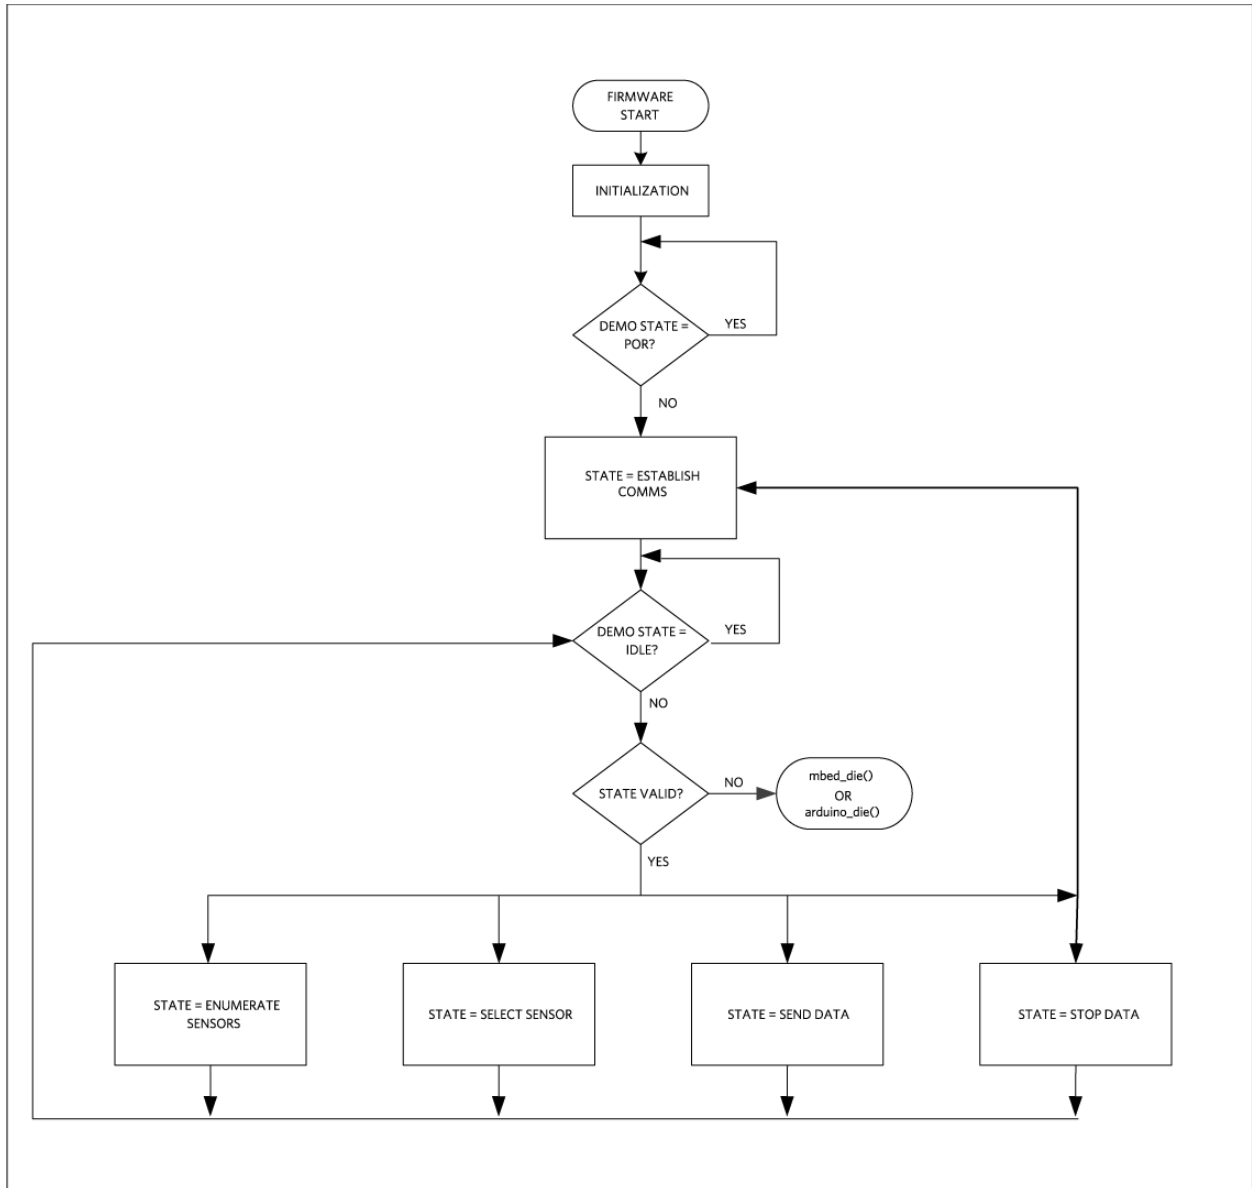 FIRMWARE
START
INITIALIZATION
DEMO STATE =
POR?
YES
NO
STATE = ESTABLISH
COMMS
DEMO STATE =
IDLE?
YES
NO
STATE VALID?
NO
mbed_die()
OR
arduino_die()
YES
STATE = ENUMERATE
SENSORS
STATE = SELECT SENSOR
STATE = SEND DATA
STATE = STOP DATA